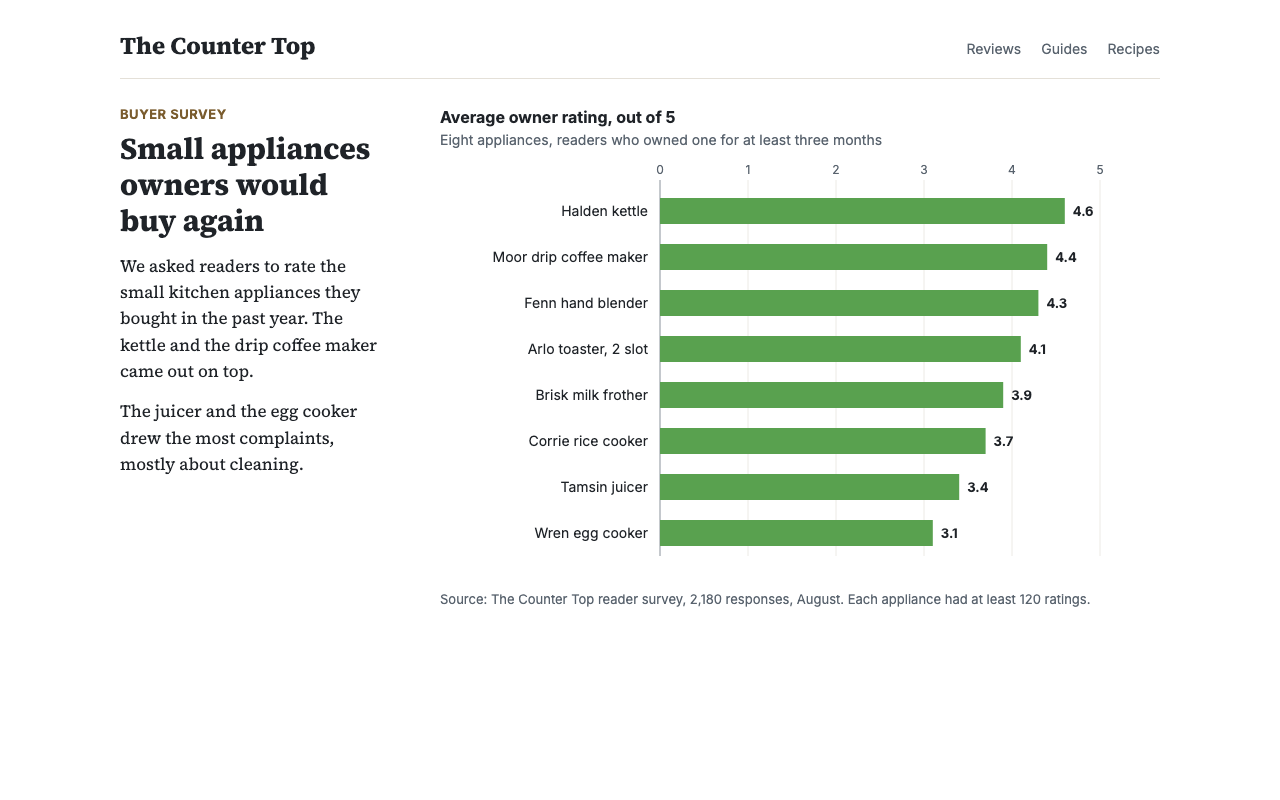 The Counter Top
Reviews Guides Recipes
BUYER SURVEY
Small appliances
owners would
buy again
We asked readers to rate the
small kitchen appliances they
bought in the past year. The
kettle and the drip coffee maker
came out on top.
The juicer and the egg cooker
drew the most complaints,
mostly about cleaning.
Average owner rating, out of 5
Eight appliances, readers who owned one for at least three months
0 1 2 3 4 5
Halden kettle 4.6
Moor drip coffee maker 4.4
Fenn hand blender 4.3
Arlo toaster, 2 slot 4.1
Brisk milk frother 3.9
Corrie rice cooker 3.7
Tamsin juicer 3.4
Wren egg cooker 3.1
Source: The Counter Top reader survey, 2,180 responses, August. Each appliance had at least 120 ratings.